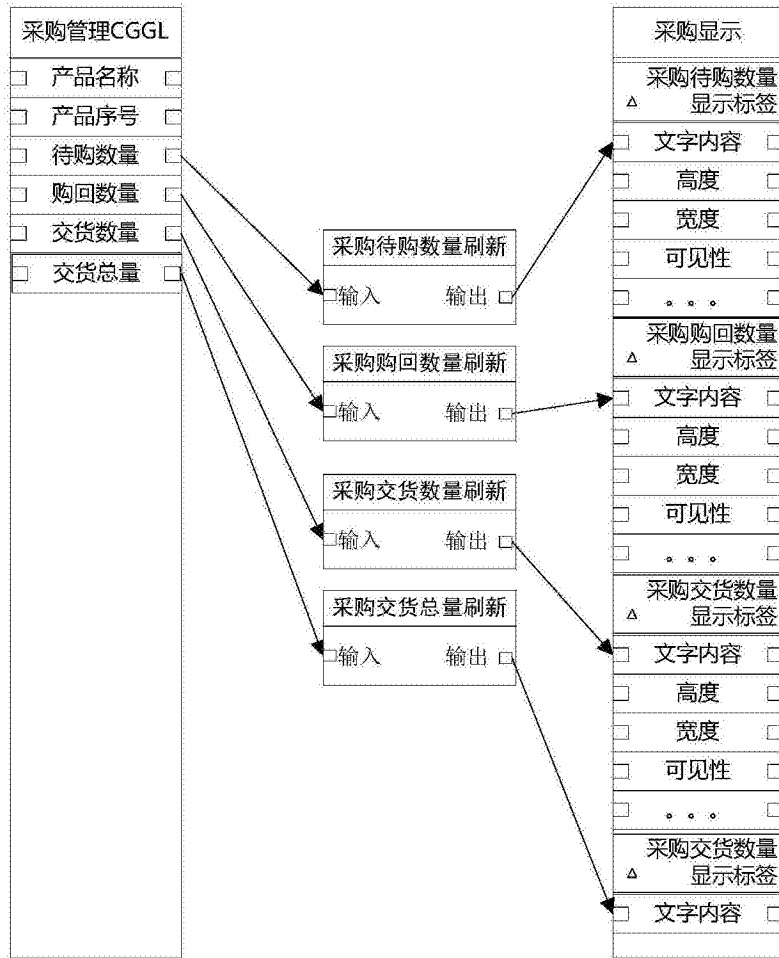 采购管理CGGL
产品名称
产品序号
待购数量
购回数量
交货数量
交货总量
采购待购数量刷新
输入 输出
采购购回数量刷新
输入 输出
采购交货数量刷新
输入 输出
采购交货总量刷新
输入 输出
采购显示
采购待购数量
显示标签
文字内容
高度
宽度
可见性
。。。
采购购回数量
显示标签
文字内容
高度
宽度
可见性
。。。
采购交货数量
显示标签
文字内容
高度
宽度
可见性
。。。
采购交货数量
显示标签
文字内容